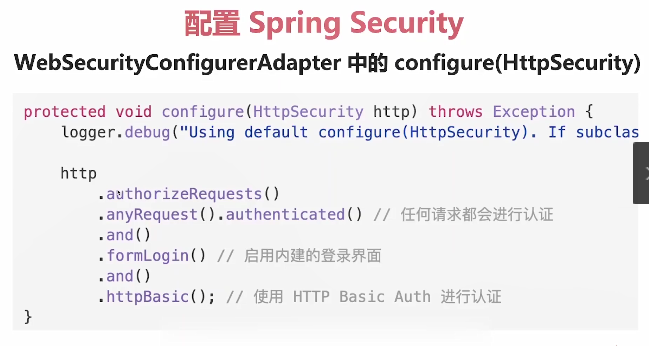 配置 Spring Security
WebSecurityConfigurerAdapter 中的 configure(HttpSecurity)
protected void configure(HttpSecurity http) throws Exception {
logger.debug("Using default configure(HttpSecurity). If subclas
http
.authorizeRequests()
.anyRequest().authenticated() // 任何请求都会进行认证
.and()
.formLogin() // 启用内建的登录界面
.and()
.httpBasic(); // 使用 HTTP Basic Auth 进行认证
}